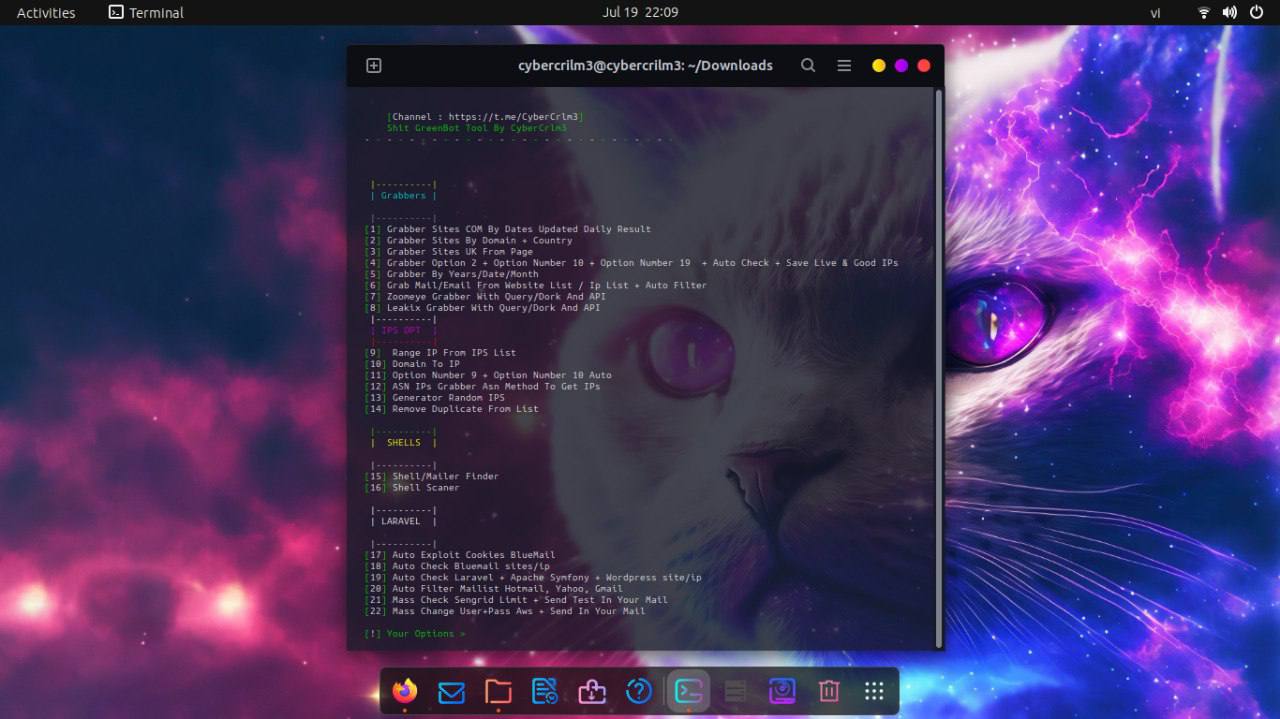 Activities
Terminal
Jul 19 22:09
vi
cybercrilm3@cybercrilm3: ~/Downloads
[Channel : https://t.me/CyberCrlm3]
Shit GreenBot Tool By CyberCrlm3
- - - - - - - - - - - - - - - - - - - - - - - - - - - -
|----------|
| Grabbers |
|----------|
[1] Grabber Sites COM By Dates Updated Daily Result
[2] Grabber Sites By Domain + Country
[3] Grabber Sites UK From Page
[4] Grabber Option 2 + Option Number 10 + Option Number 19  + Auto Check + Save Live & Good IPs
[5] Grabber By Years/Date/Month
[6] Grab Mail/Email From Website List / Ip List + Auto Filter
[7] Zoomeye Grabber With Query/Dork And API
[8] Leakix Grabber With Query/Dork And API
|----------|
| IPS OPT  |
|----------|
[9]  Range IP From IPS List
[10] Domain To IP
[11] Option Number 9 + Option Number 10 Auto
[12] ASN IPs Grabber Asn Method To Get IPs
[13] Generator Random IPS
[14] Remove Duplicate From List
|----------|
|  SHELLS  |
|----------|
[15] Shell/Mailer Finder
[16] Shell Scaner
|----------|
| LARAVEL  |
|----------|
[17] Auto Exploit Cookies BlueMail
[18] Auto Check Bluemail sites/ip
[19] Auto Check Laravel + Apache Symfony + Wordpress site/ip
[20] Auto Filter Mailist Hotmail, Yahoo, Gmail
[21] Mass Check Sengrid Limit + Send Test In Your Mail
[22] Mass Change User+Pass Aws + Send In Your Mail
[!] Your Options >